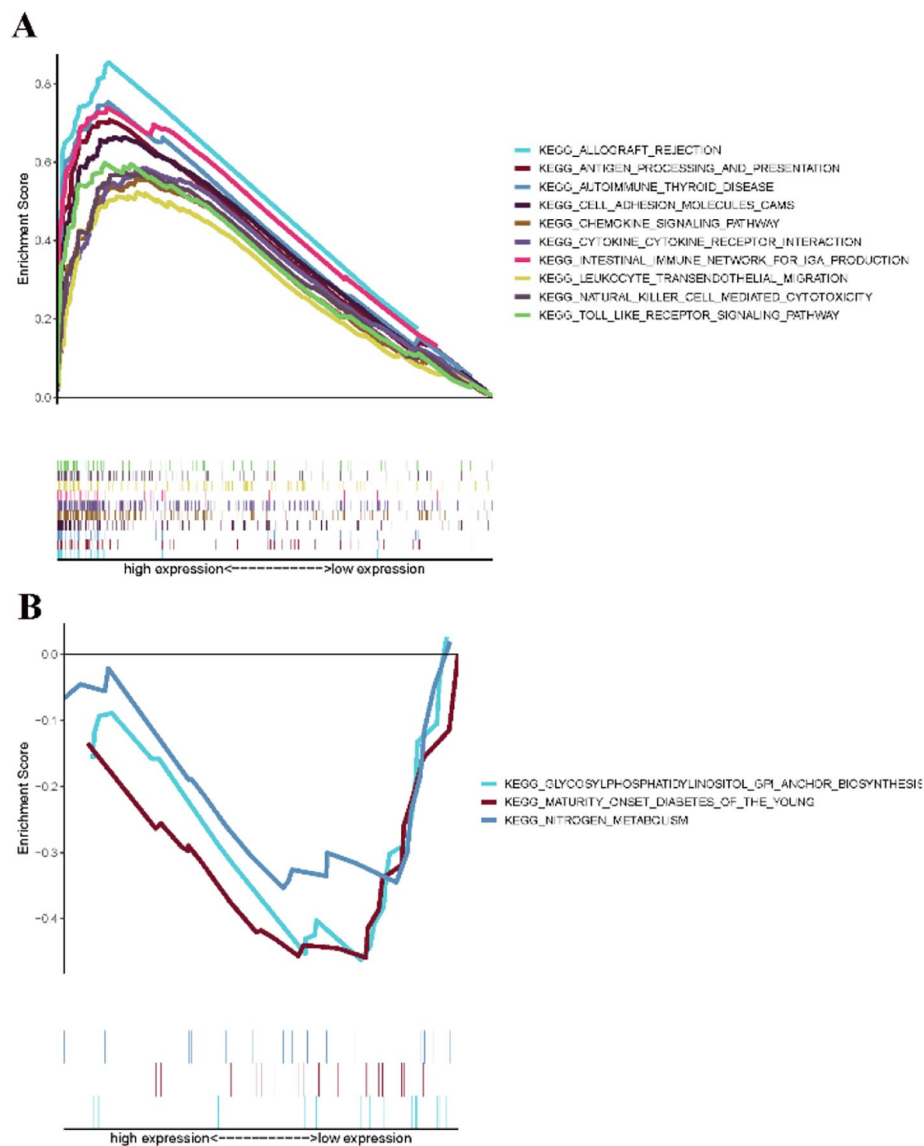 A
0.8
0.6
0.4
0.2
0.0
Enrichment Score
KEGG_ALLOGRAFT_REJECTION
KEGG_ANTIGEN_PROCESSING_AND_PRESENTATION
KEGG_AUTOIMMUNE_THYROID_DISEASE
KEGG_CELL_ADHESION_MOLECULES_CAMS
KEGG_CHEMOKINE_SIGNALING_PATHWAY
KEGG_CYTOKINE_CYTOKINE_RECEPTOR_INTERACTION
KEGG_INTESTINAL_IMMUNE_NETWORK_FOR_IGA_PRODUCTION
KEGG_LEUKOCYTE_TRANSENDOTHELIAL_MIGRATION
KEGG_NATURAL_KILLER_CELL_MEDIATED_CYTOTOXICITY
KEGG_TOLL_LIKE_RECEPTOR_SIGNALING_PATHWAY
high expression<------------>low expression
B
0.0
−0.1
−0.2
−0.3
−0.4
Enrichment Score
KEGG_GLYCOSYLPHOSPHATIDYLINOSITOL_GPI_ANCHOR_BIOSYNTHESIS
KEGG_MATURITY_ONSET_DIABETES_OF_THE_YOUNG
KEGG_NITROGEN_METABOLISM
high expression<------------>low expression